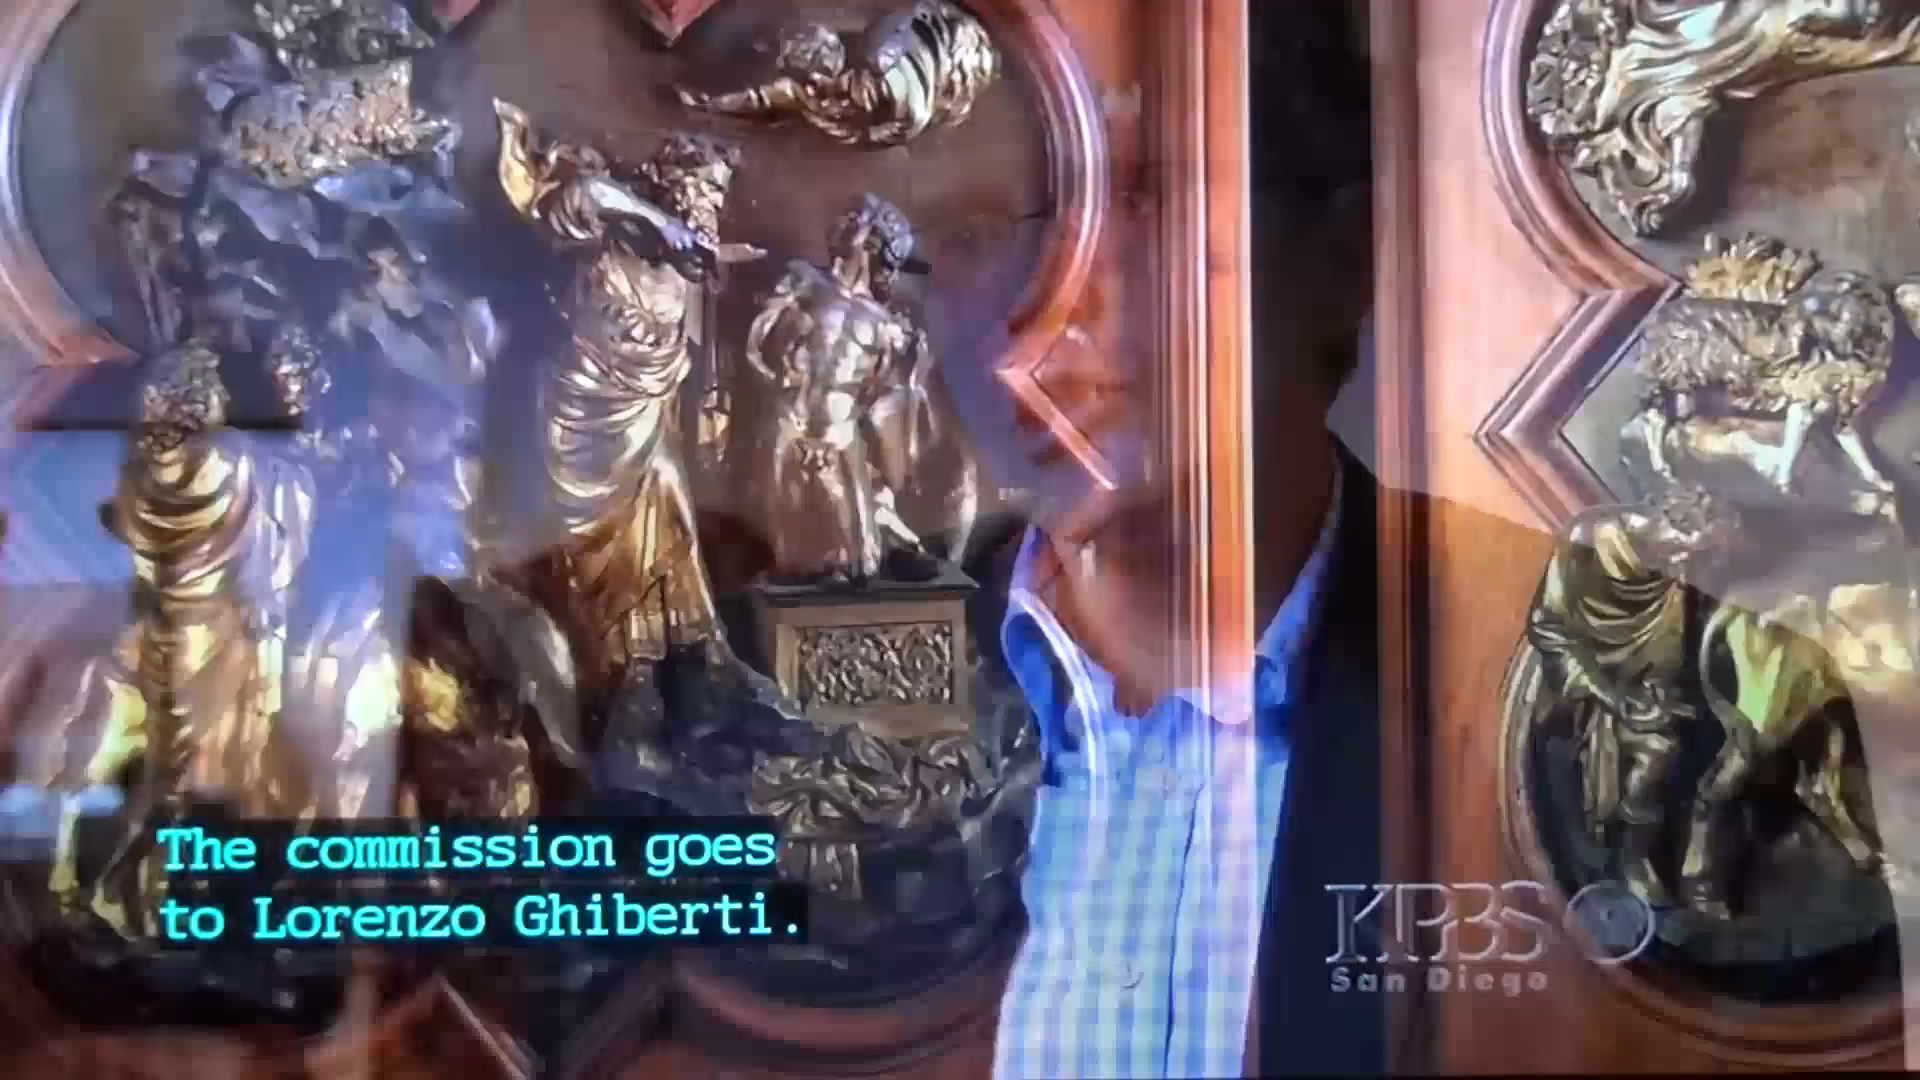 The commission goes
to Lorenzo Ghiberti.
KPBS
San Diego